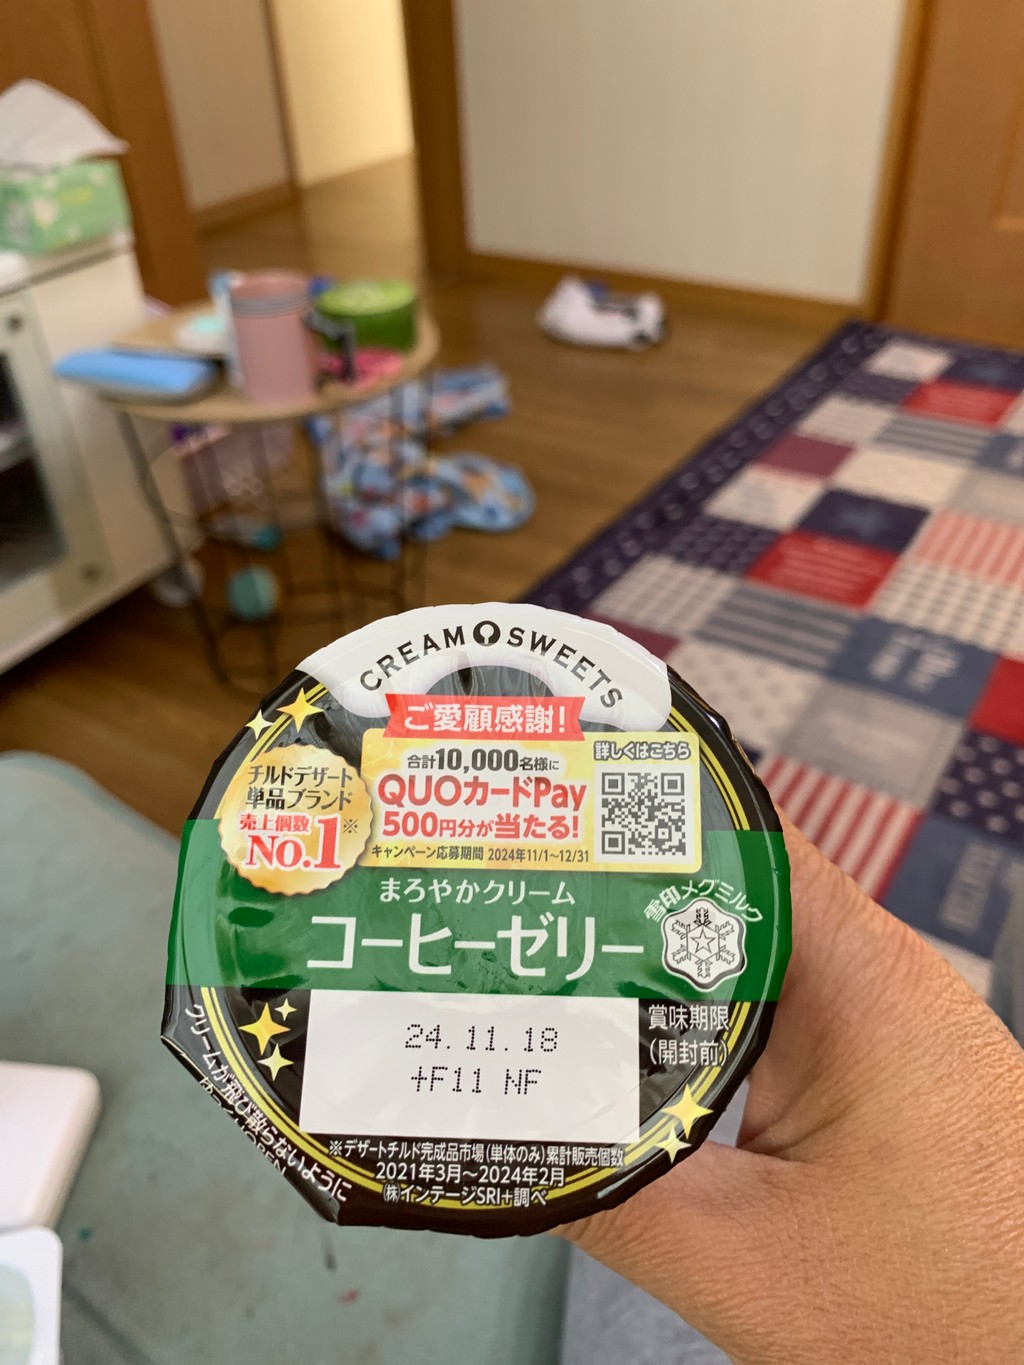 CREAM SWEETS
ご愛顧感謝!
合計10,000名様に
QUOカードPay
500円分が当たる!
キャンペーン応募期間 2024年11/1~12/31
詳しくはこちら
チルドデザート
単品ブランド
売上個数※
NO.1
まろやかクリーム
コーヒーゼリー
雪印メグミルク
24.11.18
+F11 NF
賞味期限
(開封前)
クリームが飛び散らないように
OPEN
※デザートチルド完成品市場(単体のみ)累計販売個数
2021年3月~2024年2月
㈱インテージSRI+調べ